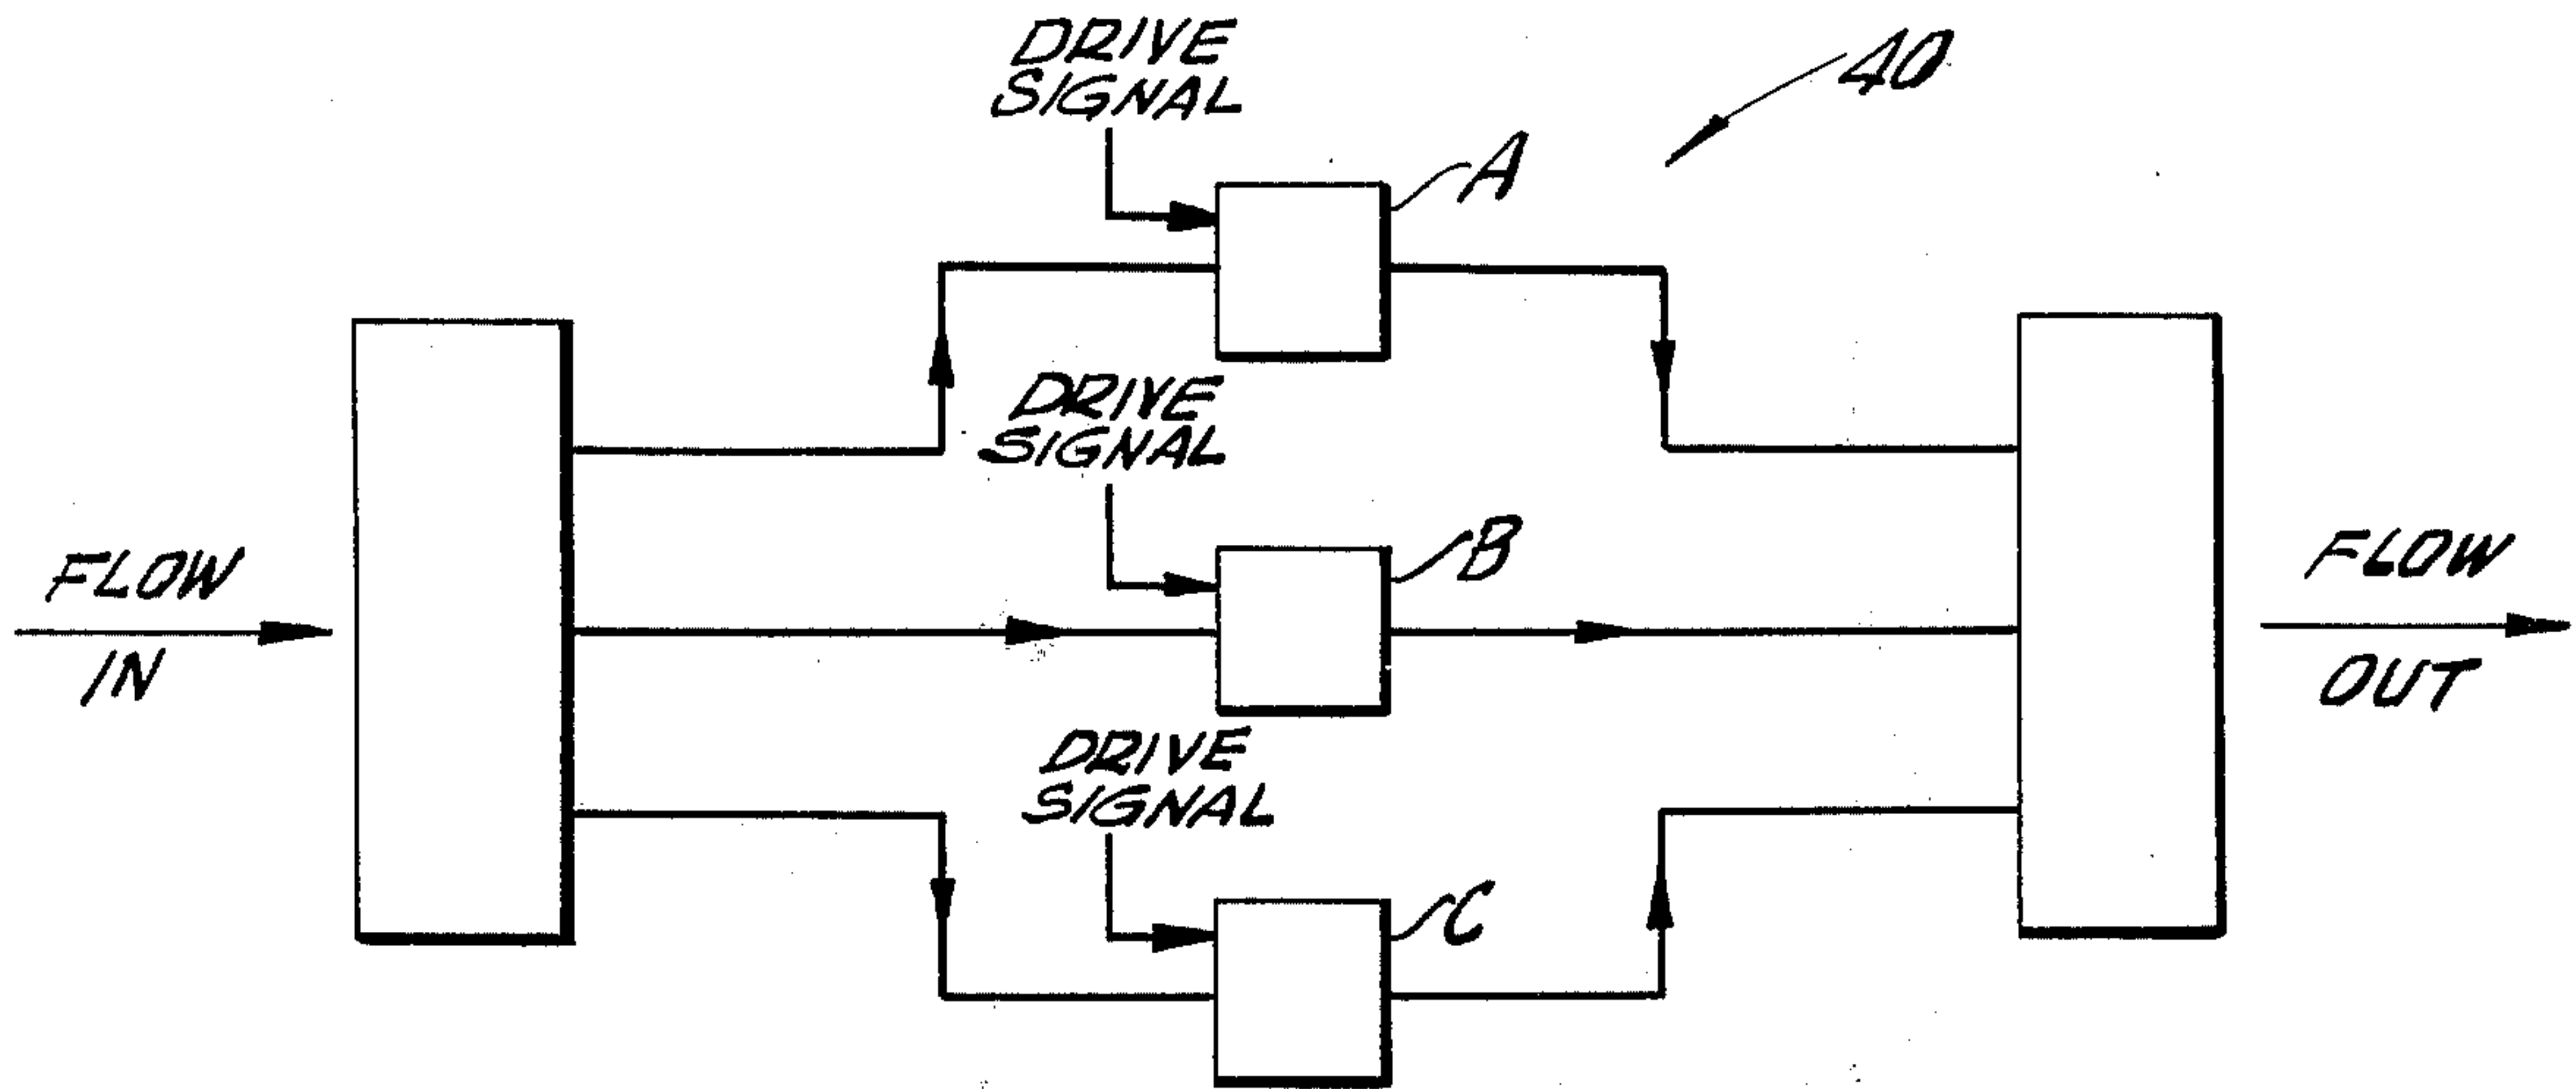 DRIVE
SIGNAL
40
A
DRIVE
SIGNAL
B
FLOW
IN
FLOW
OUT
DRIVE
SIGNAL
C